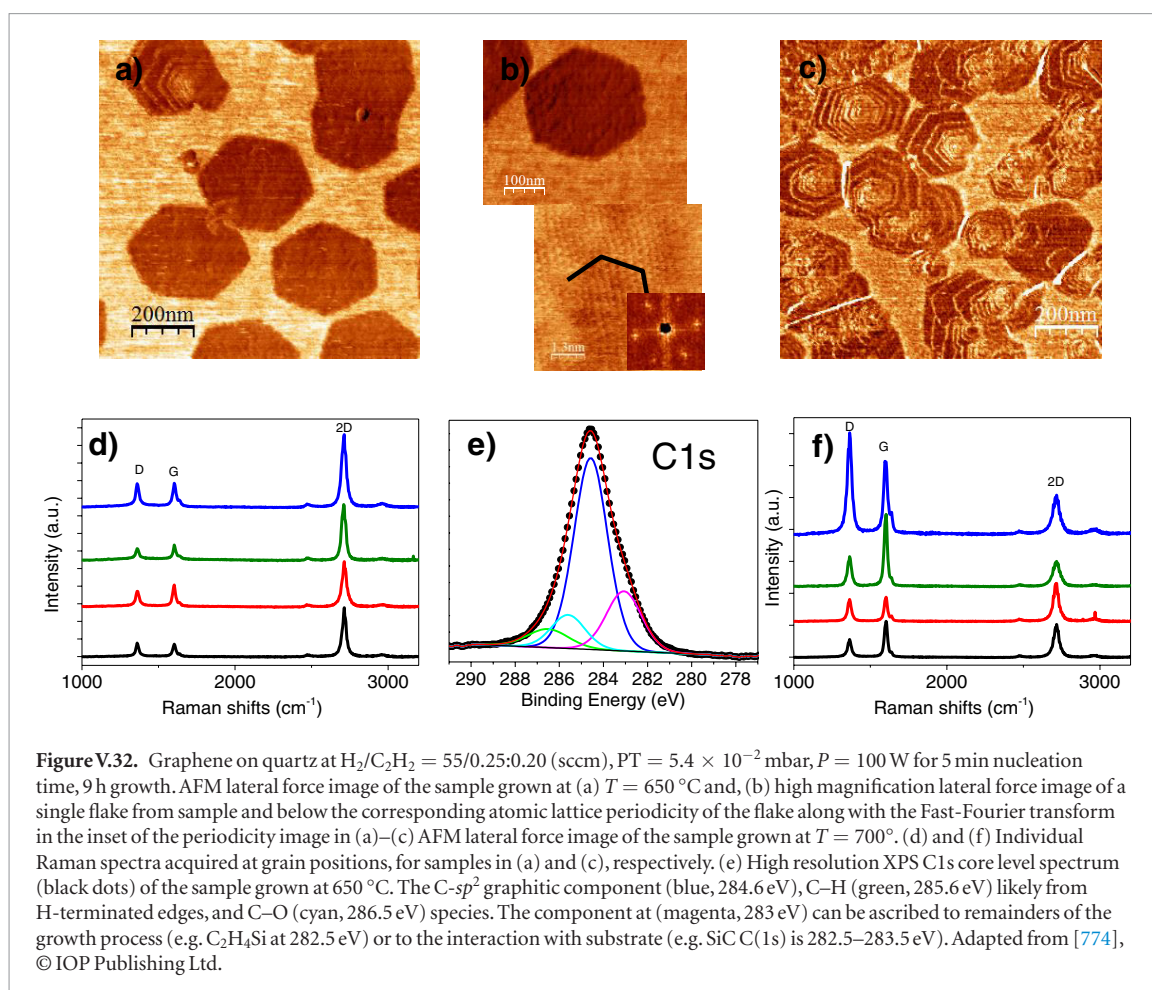 a)
b)
c)
200nm
100nm
1.3nm
200nm
d)
D
G
2D
Intensity (a.u.)
1000
2000
3000
Raman shifts (cm⁻¹)
e)
C1s
290 288 286 284 282 280 278
Binding Energy (eV)
f)
D
G
2D
Intensity (a.u.)
1000
2000
3000
Raman shifts (cm⁻¹)
Figure V.32. Graphene on quartz at H₂/C₂H₂ = 55/0.25:0.20 (sccm), PT = 5.4 × 10⁻² mbar, P = 100 W for 5 min nucleation
time, 9 h growth. AFM lateral force image of the sample grown at (a) T = 650 °C and, (b) high magnification lateral force image of a
single flake from sample and below the corresponding atomic lattice periodicity of the flake along with the Fast-Fourier transform
in the inset of the periodicity image in (a)–(c) AFM lateral force image of the sample grown at T = 700°. (d) and (f) Individual
Raman spectra acquired at grain positions, for samples in (a) and (c), respectively. (e) High resolution XPS C1s core level spectrum
(black dots) of the sample grown at 650 °C. The C-sp² graphitic component (blue, 284.6 eV), C–H (green, 285.6 eV) likely from
H-terminated edges, and C–O (cyan, 286.5 eV) species. The component at (magenta, 283 eV) can be ascribed to remainders of the
growth process (e.g. C₂H₄Si at 282.5 eV) or to the interaction with substrate (e.g. SiC C(1s) is 282.5–283.5 eV). Adapted from [774],
© IOP Publishing Ltd.